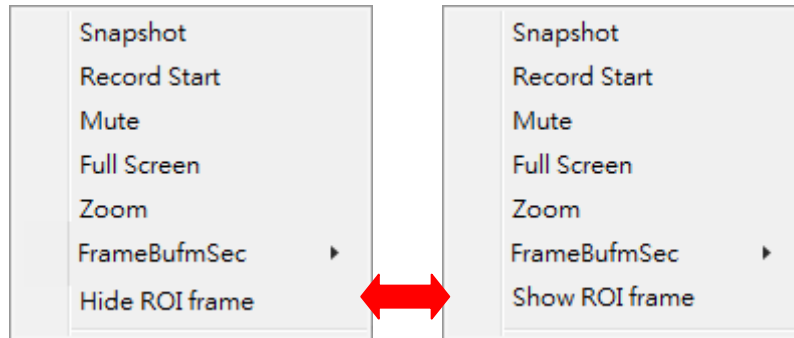 Snapshot
Record Start
Mute
Full Screen
Zoom
FrameBufmSec
Hide ROI frame
Snapshot
Record Start
Mute
Full Screen
Zoom
FrameBufmSec
Show ROI frame